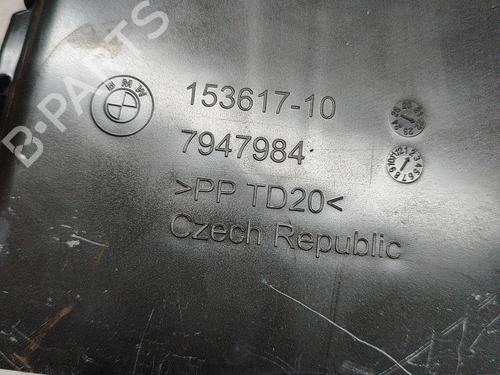 BMW
153617-10
7947984
>PP TD20<
Czech Republic
B-PARTS